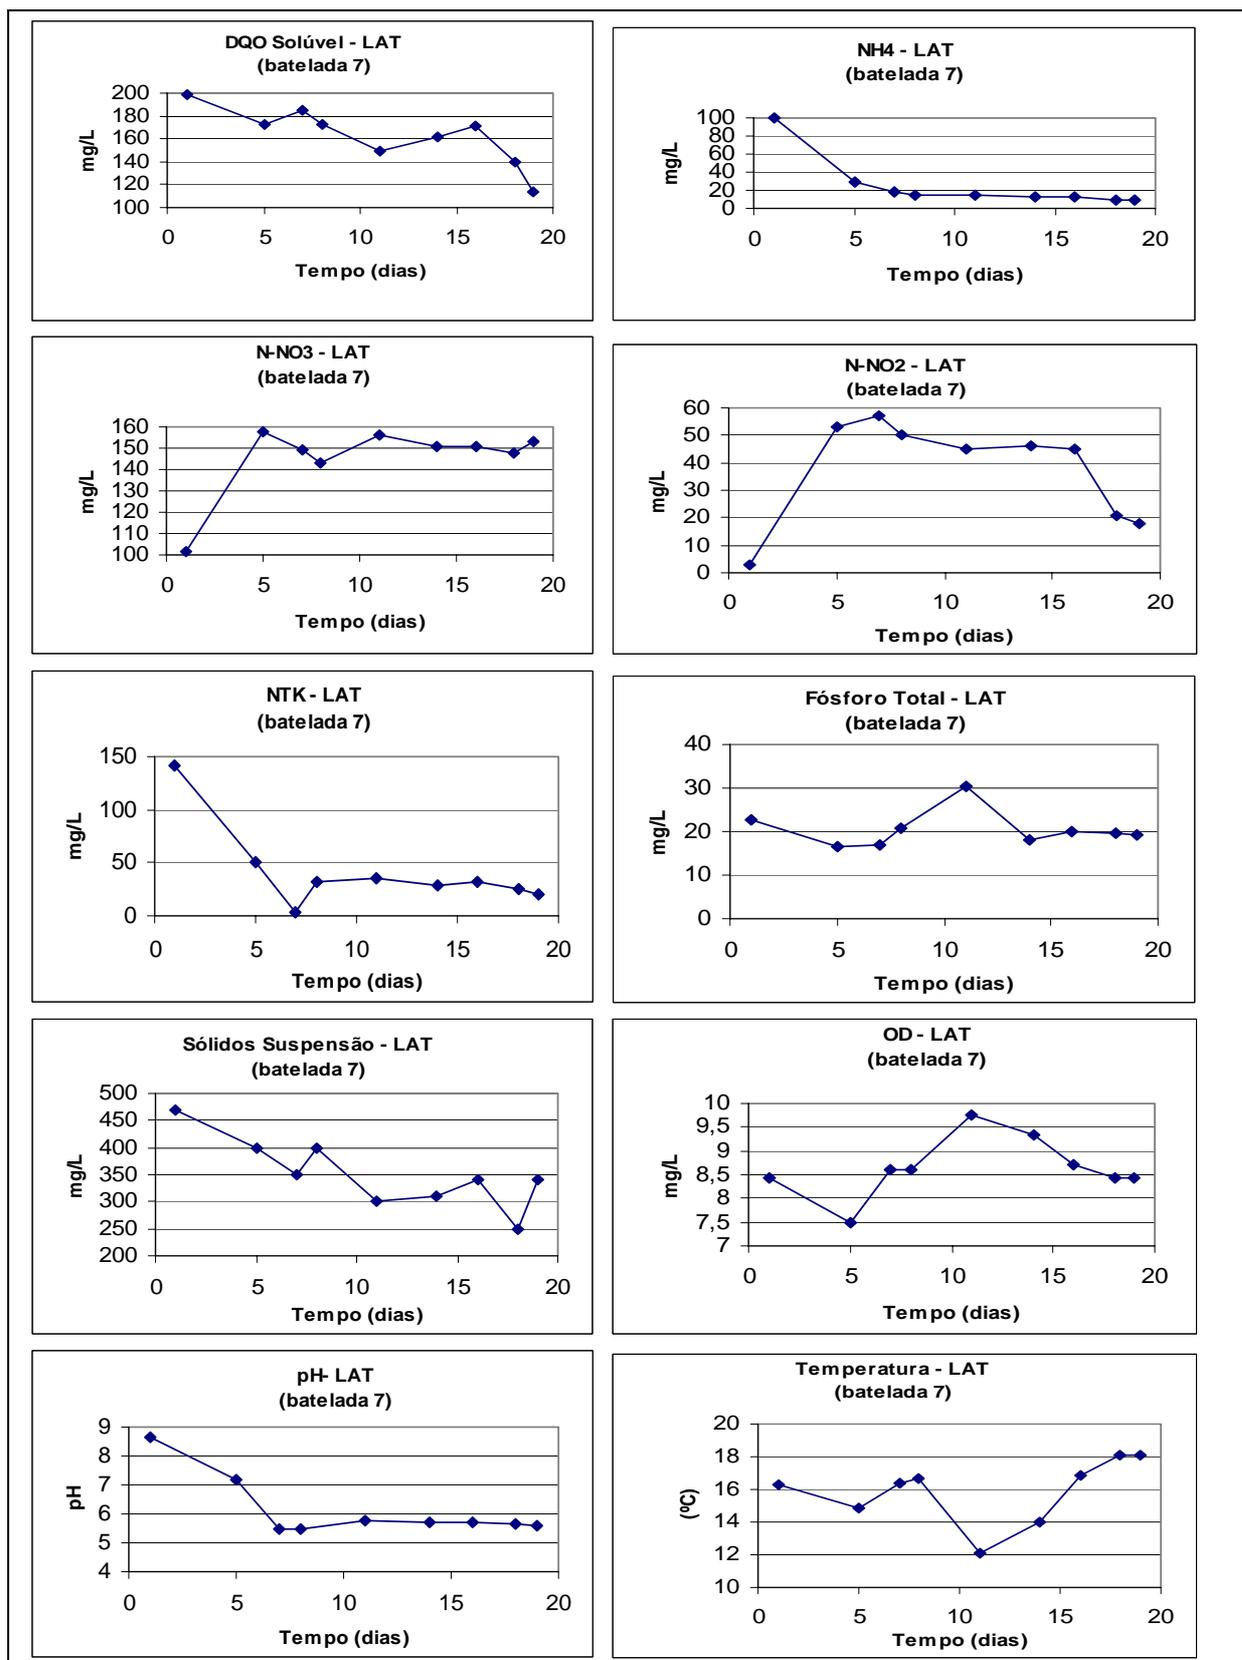 DQO Solúvel - LAT
(batelada 7)
200
180
160
140
120
100
mg/L
0 5 10 15 20
Tempo (dias)
NH4 - LAT
(batelada 7)
100
80
60
40
20
0
mg/L
0 5 10 15 20
Tempo (dias)
N-NO3 - LAT
(batelada 7)
160
150
140
130
120
110
100
mg/L
0 5 10 15 20
Tempo (dias)
N-NO2 - LAT
(batelada 7)
60
50
40
30
20
10
0
mg/L
0 5 10 15 20
Tempo (dias)
NTK - LAT
(batelada 7)
150
100
50
0
mg/L
0 5 10 15 20
Tempo (dias)
Fósforo Total - LAT
(batelada 7)
40
30
20
10
0
mg/L
0 5 10 15 20
Tempo (dias)
Sólidos Suspensão - LAT
(batelada 7)
500
450
400
350
300
250
200
mg/L
0 5 10 15 20
Tempo (dias)
OD - LAT
(batelada 7)
10
9,5
9
8,5
8
7,5
7
mg/L
0 5 10 15 20
Tempo (dias)
pH- LAT
(batelada 7)
9
8
7
6
5
4
pH
0 5 10 15 20
Tempo (dias)
Temperatura - LAT
(batelada 7)
20
18
16
14
12
10
(ºC)
0 5 10 15 20
Tempo (dias)